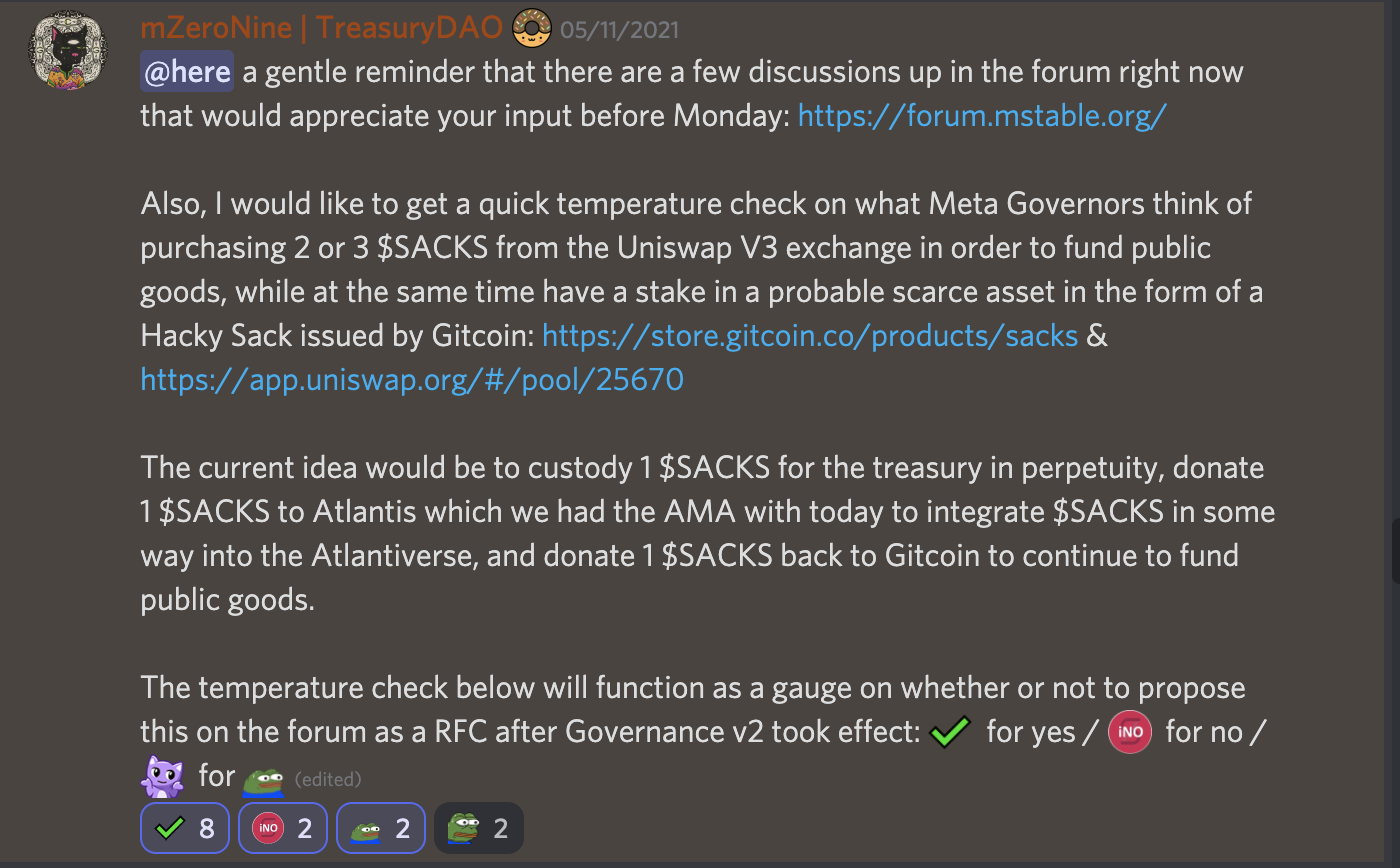 mZeroNine | TreasuryDAO 05/11/2021
@here a gentle reminder that there are a few discussions up in the forum right now
that would appreciate your input before Monday: https://forum.mstable.org/
Also, I would like to get a quick temperature check on what Meta Governors think of
purchasing 2 or 3 $SACKS from the Uniswap V3 exchange in order to fund public
goods, while at the same time have a stake in a probable scarce asset in the form of a
Hacky Sack issued by Gitcoin: https://store.gitcoin.co/products/sacks &
https://app.uniswap.org/#/pool/25670
The current idea would be to custody 1 $SACKS for the treasury in perpetuity, donate
1 $SACKS to Atlantis which we had the AMA with today to integrate $SACKS in some
way into the Atlantiverse, and donate 1 $SACKS back to Gitcoin to continue to fund
public goods.
The temperature check below will function as a gauge on whether or not to propose
this on the forum as a RFC after Governance v2 took effect: for yes / iNO for no /
for (edited)
8 iNO 2 2 2